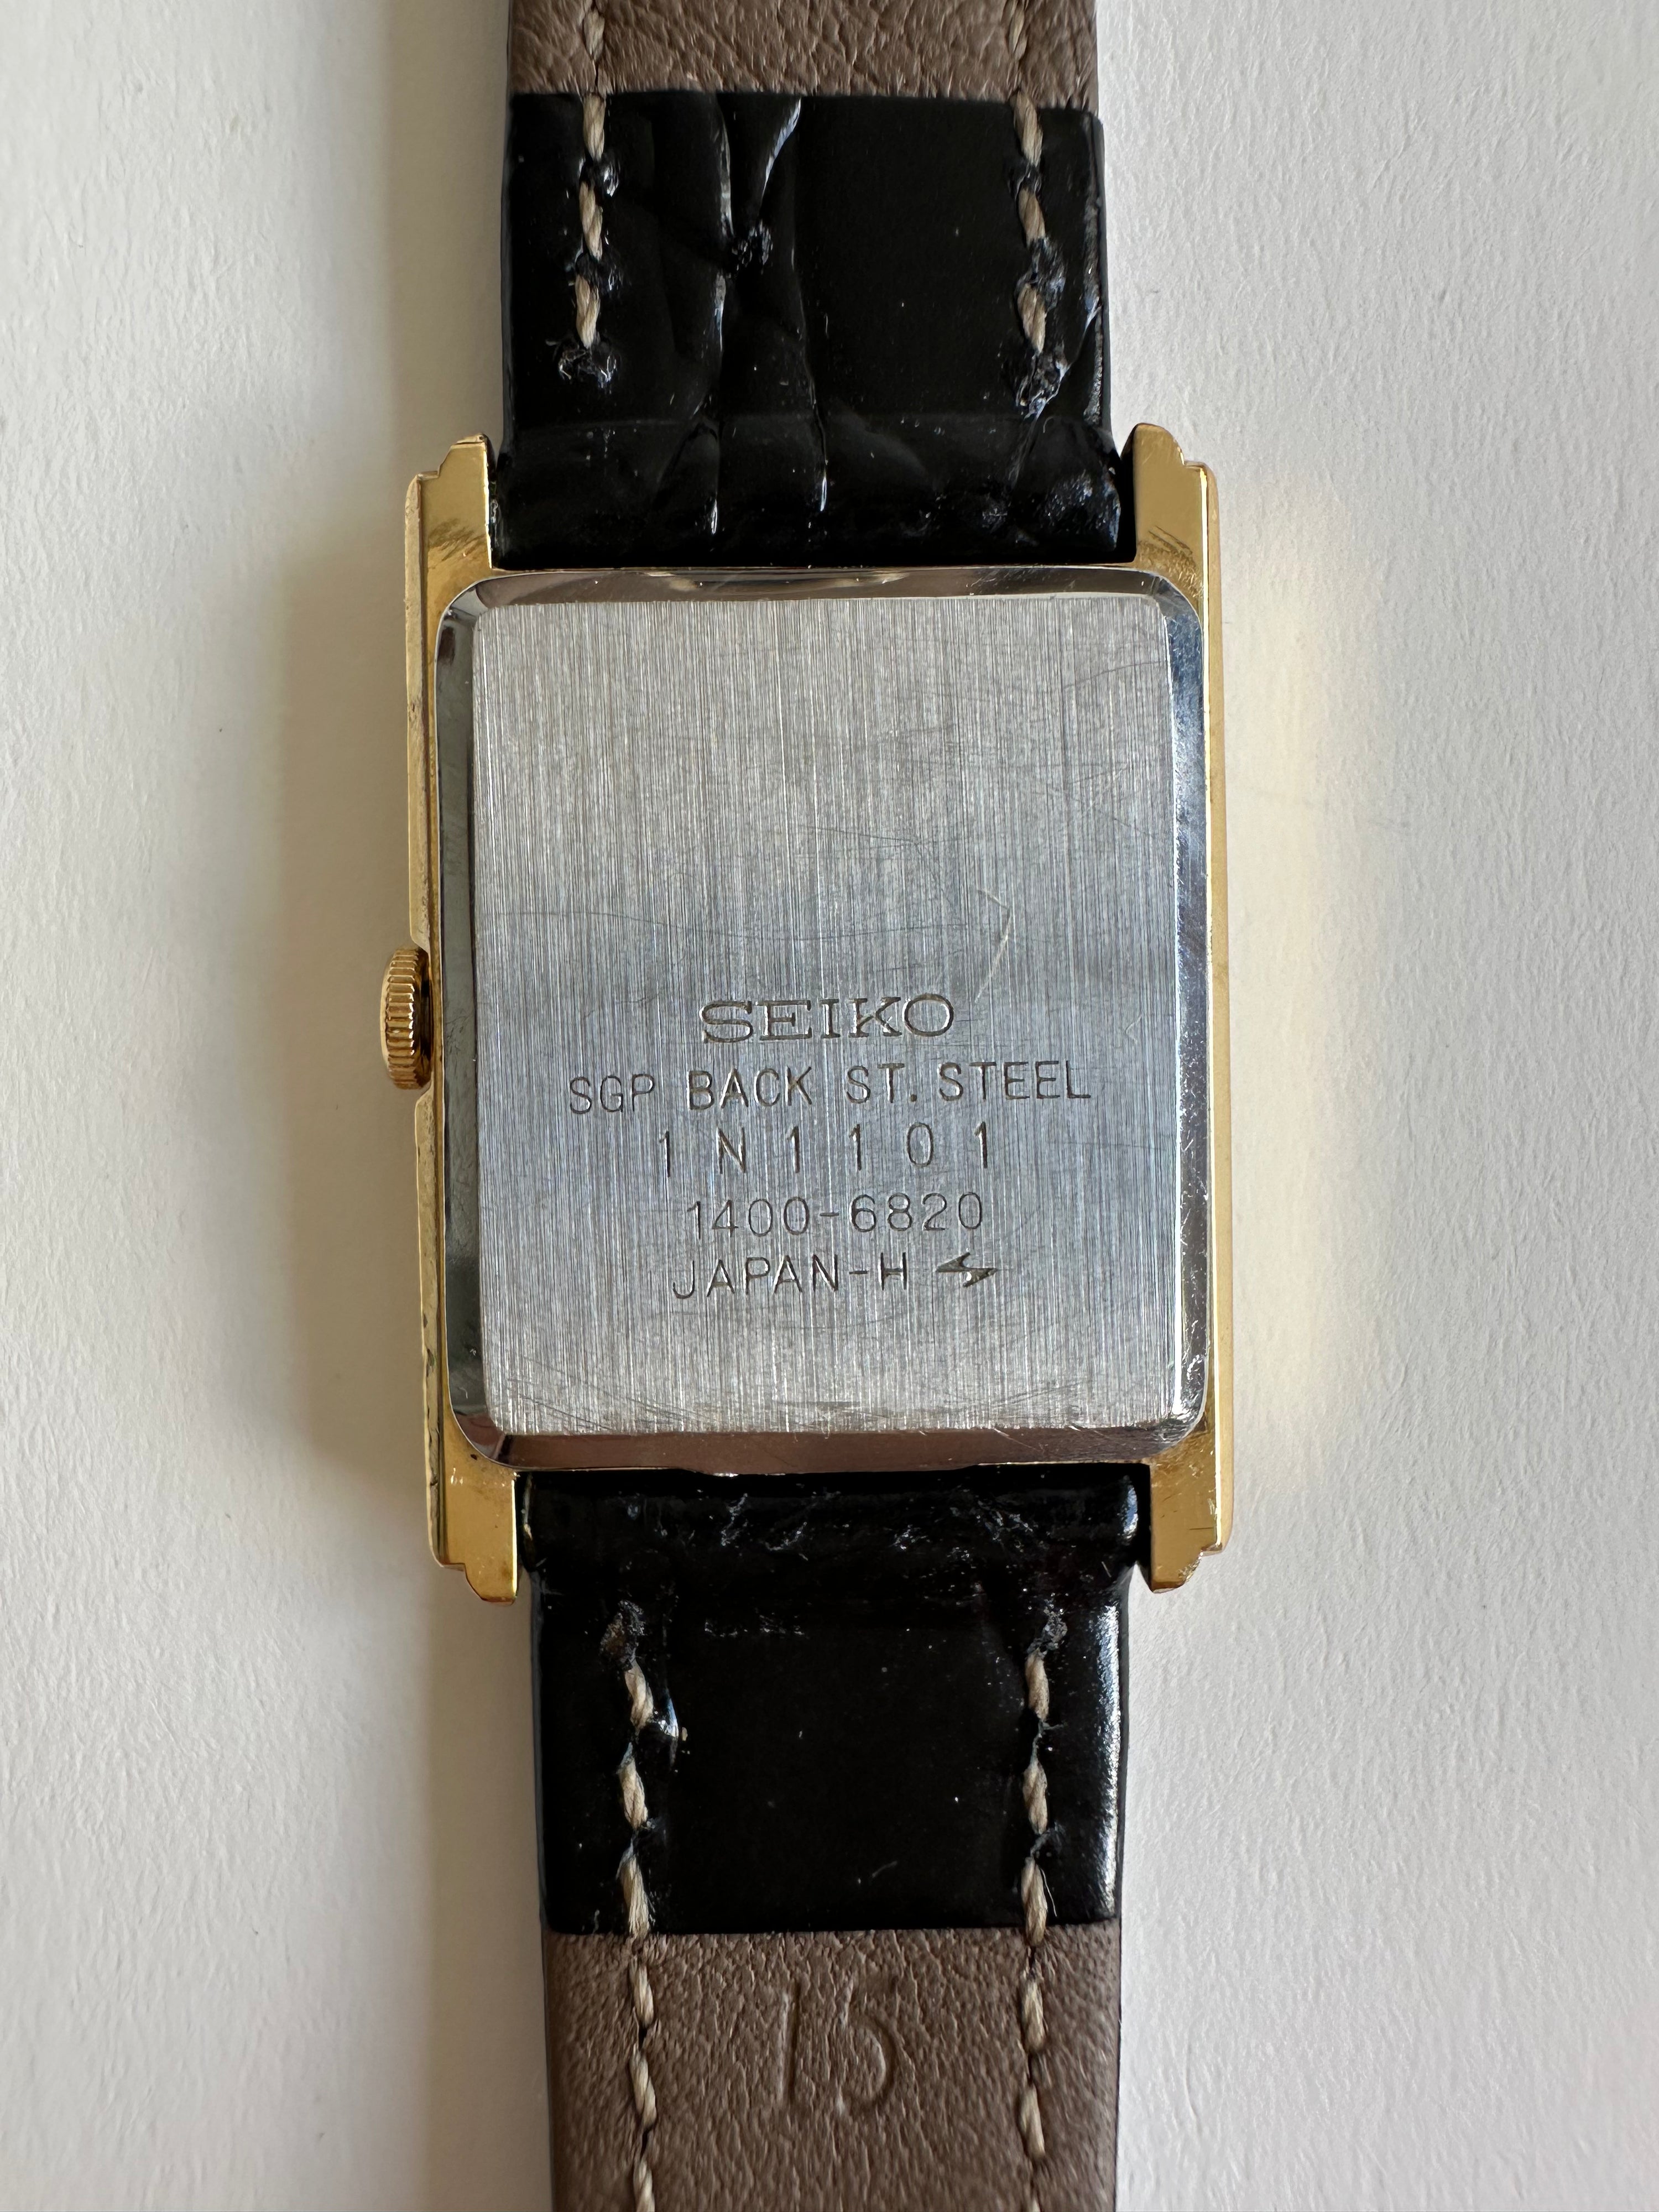 SEIKO
SGP BACK ST. STEEL
1N1101
1400-6820
JAPAN-H
15